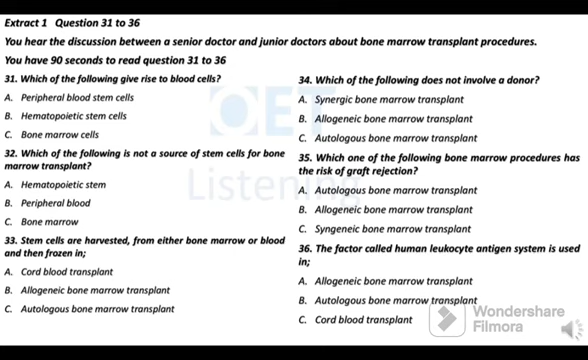 Extract 1 Question 31 to 36
You hear the discussion between a senior doctor and junior doctors about bone marrow transplant procedures.
You have 90 seconds to read question 31 to 36
31. Which of the following give rise to blood cells?
A. Peripheral blood stem cells
B. Hematopoietic stem cells
C. Bone marrow cells
32. Which of the following is not a source of stem cells for bone
marrow transplant?
A. Hematopoietic stem
B. Peripheral blood
C. Bone marrow
33. Stem cells are harvested, from either bone marrow or blood
and then frozen in;
A. Cord blood transplant
B. Allogeneic bone marrow transplant
C. Autologous bone marrow transplant
34. Which of the following does not involve a donor?
A. Synergic bone marrow transplant
B. Allogeneic bone marrow transplant
C. Autologous bone marrow transplant
35. Which one of the following bone marrow procedures has
the risk of graft rejection?
A. Autologous bone marrow transplant
B. Allogeneic bone marrow transplant
C. Syngeneic bone marrow transplant
36. The factor called human leukocyte antigen system is used
in;
A. Allogeneic bone marrow transplant
B. Autologous bone marrow transplant
C. Cord blood transplant
OET
Listening
Wondershare
Filmora